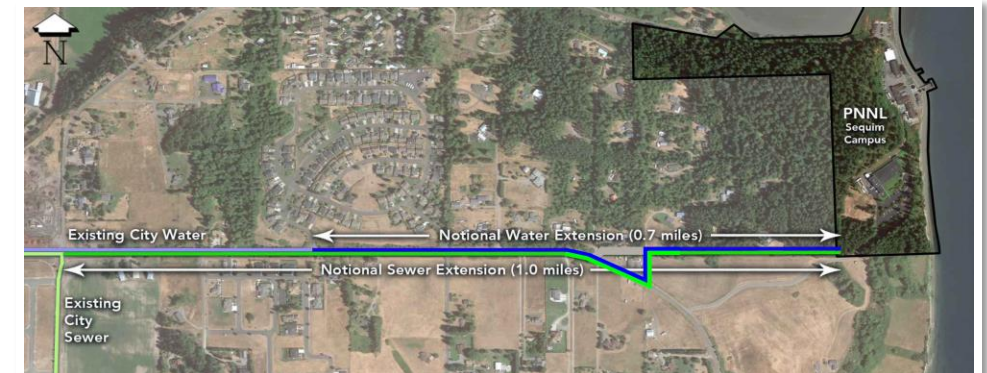 N
PNNL
Sequim
Campus
Existing City Water
Notional Water Extension (0.7 miles)
Notional Sewer Extension (1.0 miles)
Existing
City
Sewer